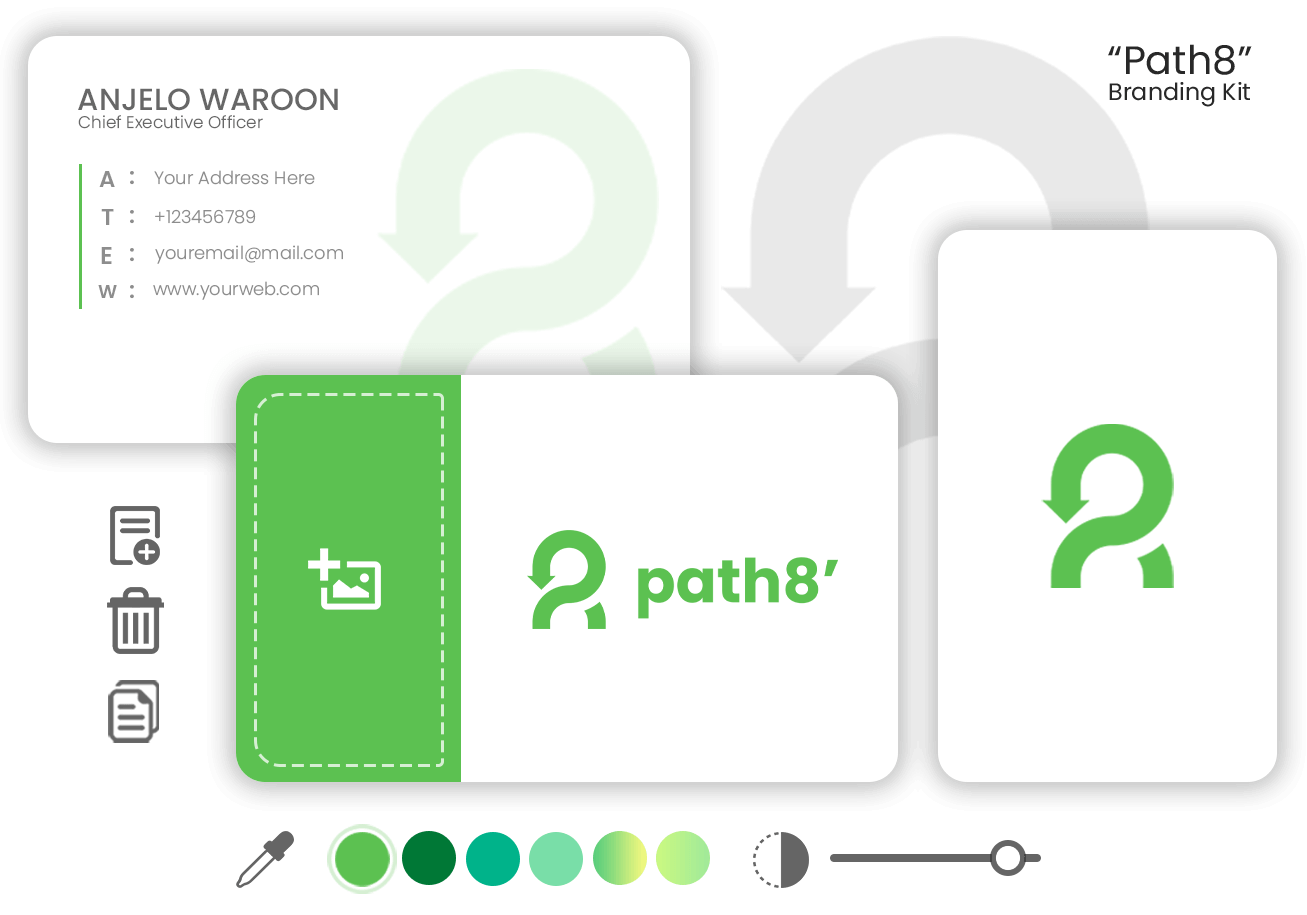 “Path8”
Branding Kit
ANJELO WAROON
Chief Executive Officer
A : Your Address Here
T : +123456789
E : youremail@mail.com
W : www.yourweb.com
path8’